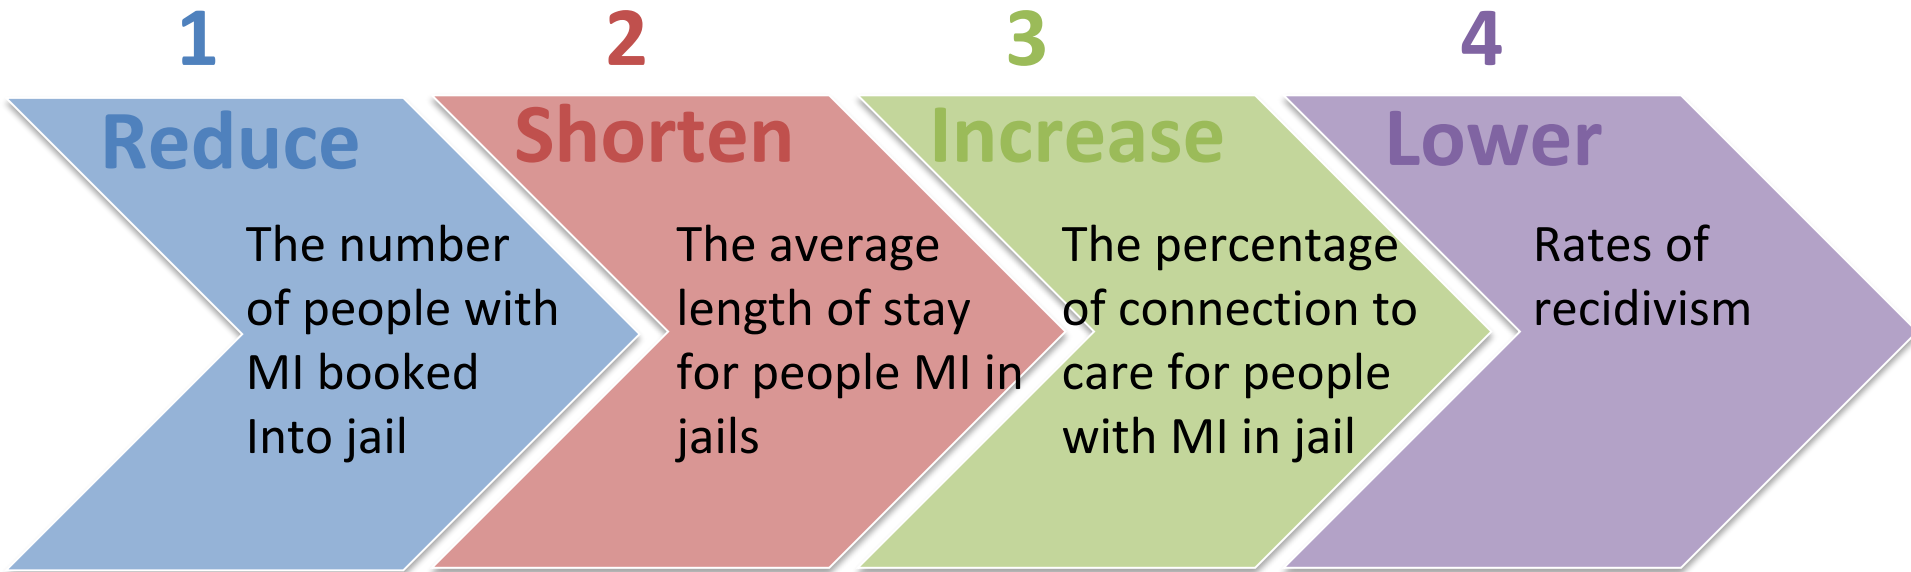 1
Reduce
The number
of people with
MI booked
Into jail
2
Shorten
The average
length of stay
for people MI in
jails
3
Increase
The percentage
of connection to
care for people
with MI in jail
4
Lower
Rates of
recidivism